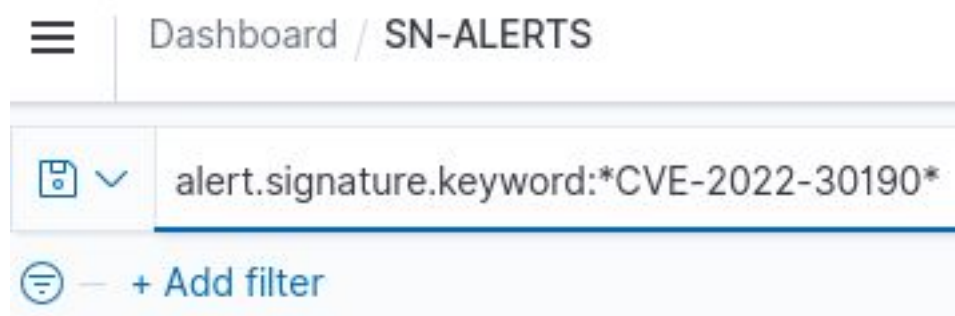 Dashboard / SN-ALERTS
alert.signature.keyword:*CVE-2022-30190*
+ Add filter